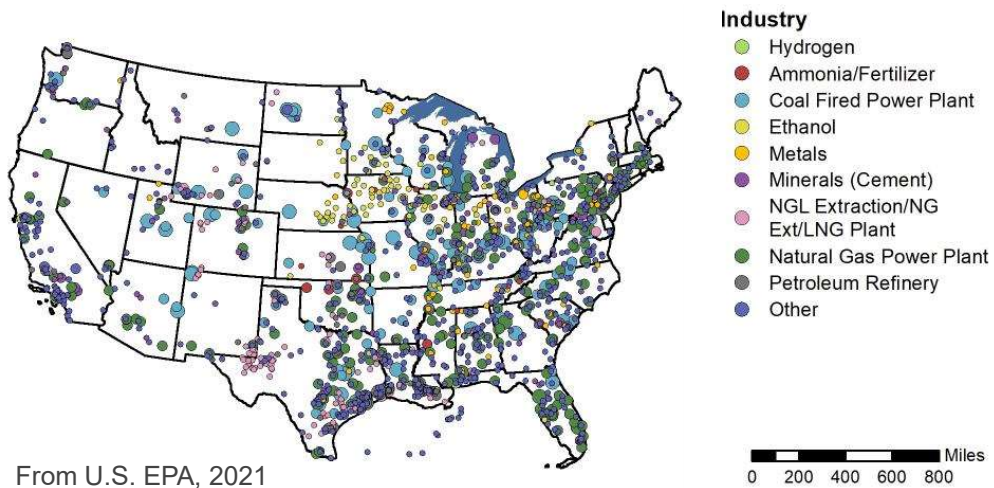 Industry
Hydrogen
Ammonia/Fertilizer
Coal Fired Power Plant
Ethanol
Metals
Minerals (Cement)
NGL Extraction/NG
Ext/LNG Plant
Natural Gas Power Plant
Petroleum Refinery
Other
From U.S. EPA, 2021
Miles
0 200 400 600 800